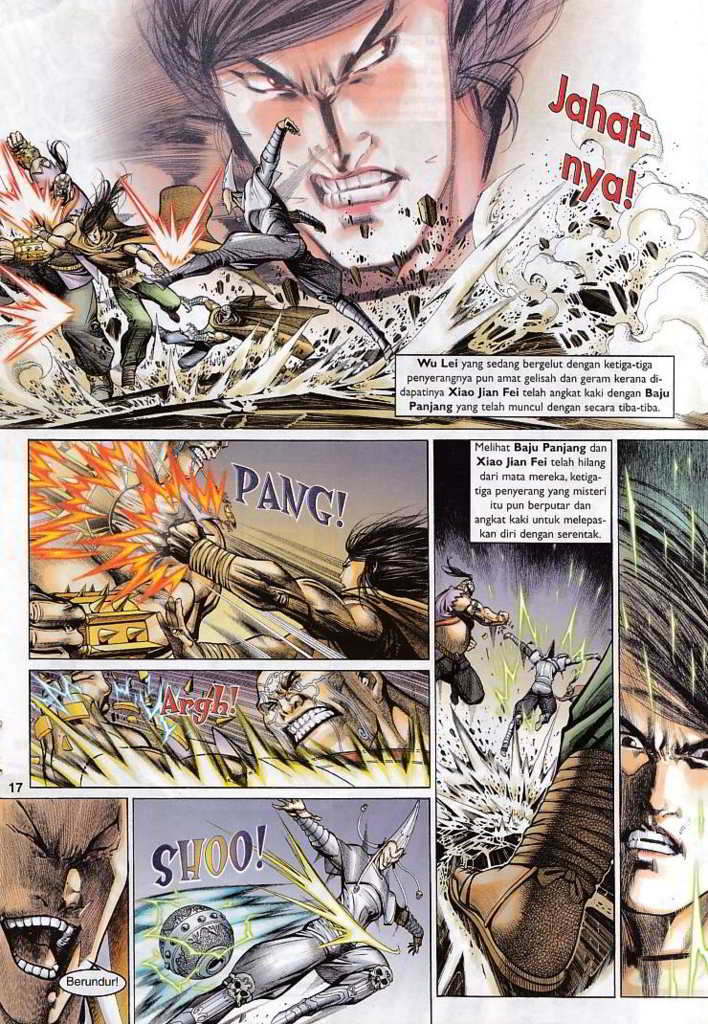 Jahat-
nya!
Wu Lei yang sedang bergelut dengan ketiga-tiga
penyerangnya pun amat gelisah dan geram kerana di-
dapatinya Xiao Jian Fei telah angkat kaki dengan Baju
Panjang yang telah muncul dengan secara tiba-tiba.
PANG!
Argh!
Melihat Baju Panjang dan
Xiao Jian Fei telah hilang
dari mata mereka, ketiga-
tiga penyerang yang misteri
itu pun berputar dan
angkat kaki untuk melepas-
kan diri dengan serentak.
17
Berundur!
SHOO!